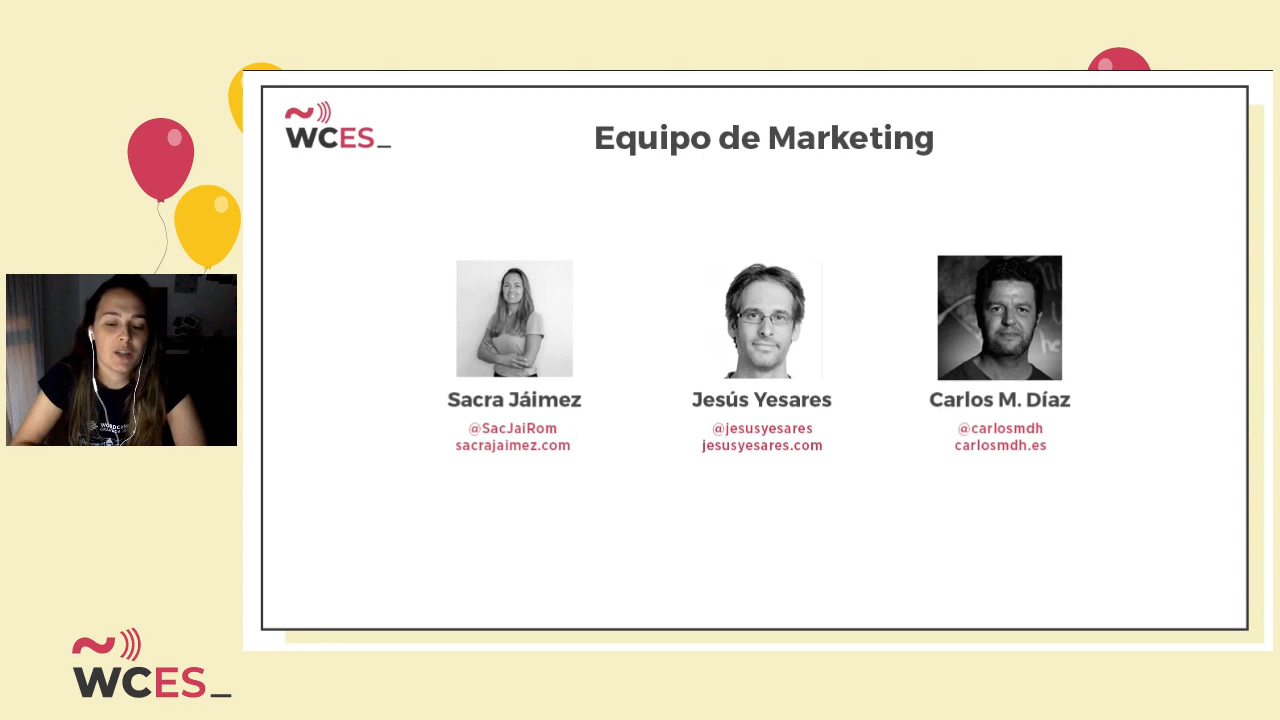 WCES_
Equipo de Marketing
Sacra Jáimez
@SacJaiRom
sacrajaimez.com
Jesús Yesares
@jesusyesares
jesusyesares.com
Carlos M. Díaz
@carlosmdh
carlosmdh.es
WCES_